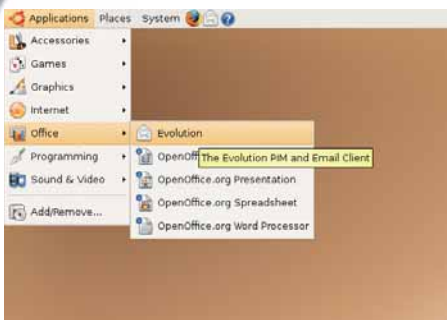 Applications Places System
Accessories
Games
Graphics
Internet
Office
Programming
Sound & Video
Add/Remove...
Evolution
OpenOff
The Evolution PIM and Email Client
OpenOffice.org Presentation
OpenOffice.org Spreadsheet
OpenOffice.org Word Processor